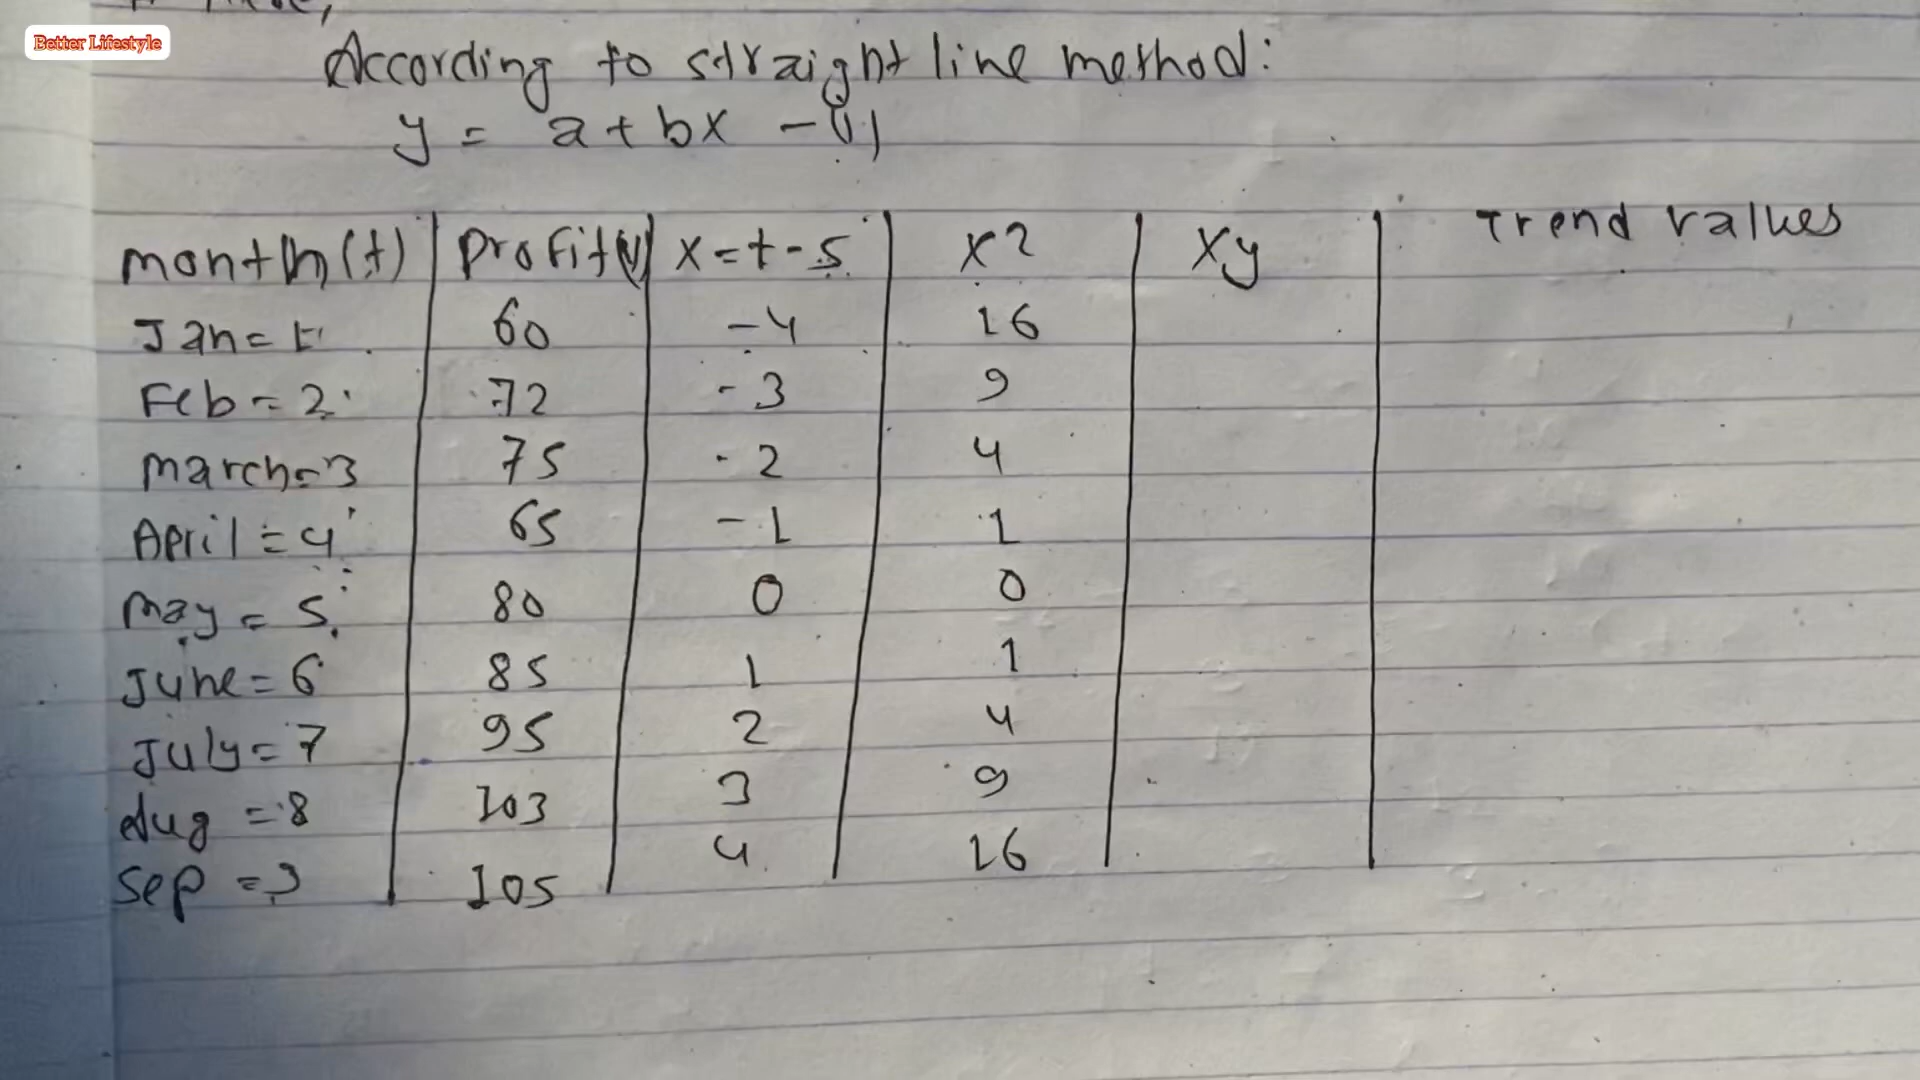 Better Lifestyle
According to straight line method:
y = a + bx - (1)
month(t) | Profit(y) | x = t - 5 | x² | xy | Trend values
Jan = 1 | 60 | -4 | 16
Feb = 2 | 72 | -3 | 9
march = 3 | 75 | -2 | 4
April = 4 | 65 | -1 | 1
may = 5 | 80 | 0 | 0
June = 6 | 85 | 1 | 1
July = 7 | 95 | 2 | 4
Aug = 8 | 103 | 3 | 9
Sep = 9 | 105 | 4 | 16